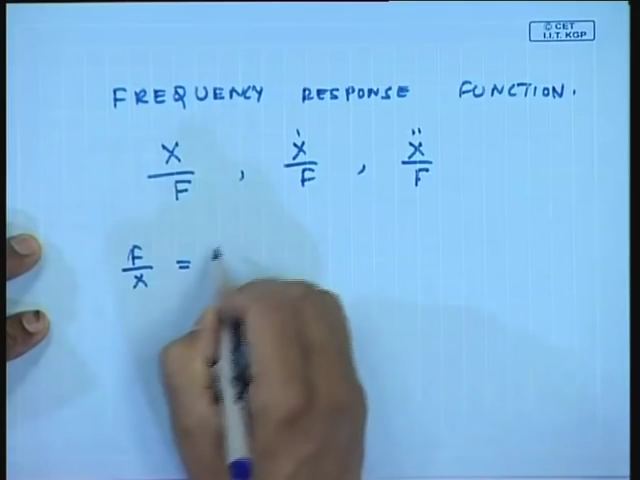 © CET
I.I.T. KGP
FREQUENCY RESPONSE FUNCTION.
X/F , Ẋ/F , Ẍ/F
F/X =